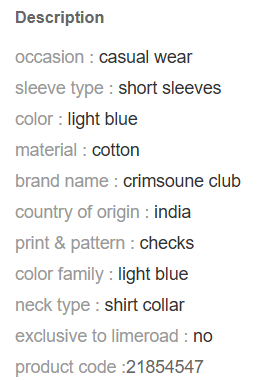 Description
occasion : casual wear
sleeve type : short sleeves
color : light blue
material : cotton
brand name : crimsoune club
country of origin : india
print & pattern : checks
color family : light blue
neck type : shirt collar
exclusive to limeroad : no
product code :21854547